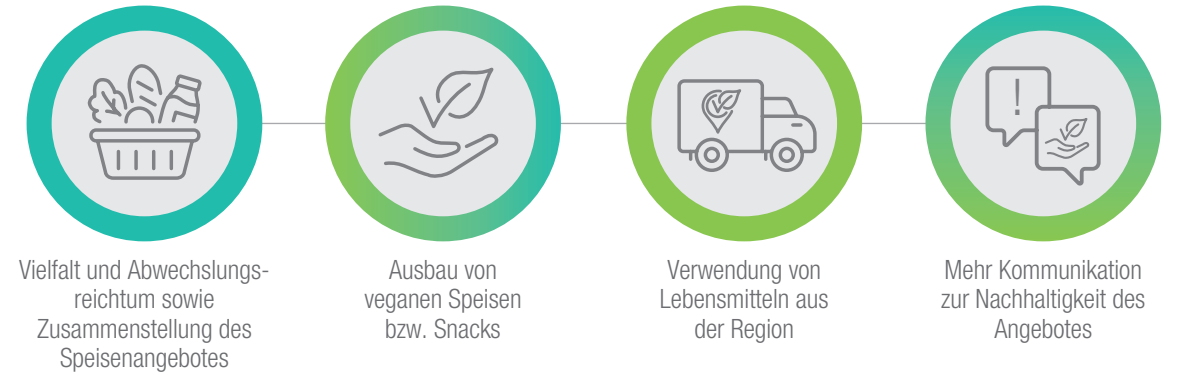 Vielfalt und Abwechslungs-
reichtum sowie
Zusammenstellung des
Speisenangebotes
Ausbau von
veganen Speisen
bzw. Snacks
Verwendung von
Lebensmitteln aus
der Region
Mehr Kommunikation
zur Nachhaltigkeit des
Angebotes
!